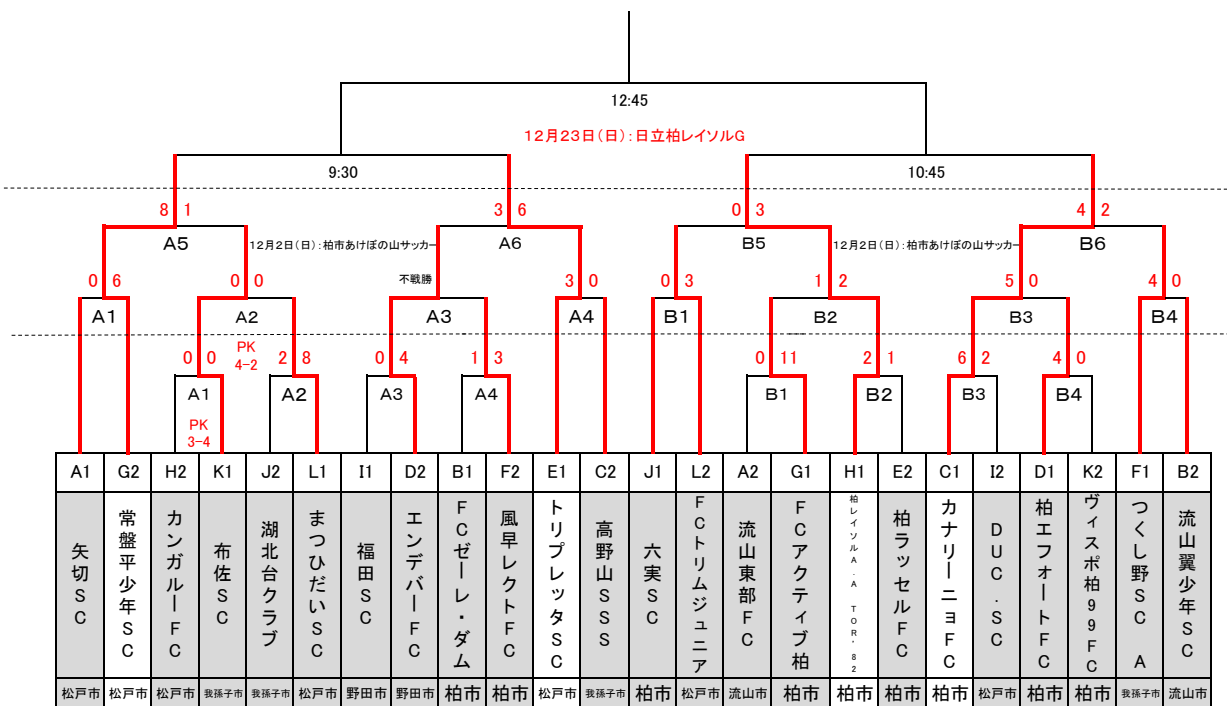 12:45
12月23日(日):日立柏レイソルG
9:30
10:45
8 1
3 6
0 3
4 2
A5
12月2日(日):柏市あけぼの山サッカー
A6
B5
12月2日(日):柏市あけぼの山サッカー
B6
0 6
0 0
不戦勝
3 0
0 3
1 2
5 0
4 0
A1
A2
A3
A4
B1
B2
B3
B4
PK
4-2
0 0
2 8
0 4
1 3
0 11
2 1
6 2
4 0
A1
A2
A3
A4
B1
B2
B3
B4
PK
3-4
A1 G2 H2 K1 J2 L1 I1 D2 B1 F2 E1 C2 J1 L2 A2 G1 H1 E2 C1 I2 D1 K2 F1 B2
矢切SC
常盤平少年SC
カンガルーFC
布佐SC
湖北台クラブ
まつひだいSC
福田SC
エンデバーFC
FCゼーレ・ダム
風早レクトFC
トリプレッタSC
高野山SSS
六実SC
FCトリムジュニア
流山東部FC
FCアクティブ柏
柏レイソルA.A TOR'82
柏ラッセルFC
カナリーニョFC
DUC.SC
柏エフォートFC
ヴィスポ柏99FC
つくし野SC A
流山翼少年SC
松戸市 松戸市 松戸市 我孫子市 我孫子市 松戸市 野田市 野田市 柏市 柏市 松戸市 我孫子市 柏市 松戸市 流山市 柏市 柏市 柏市 柏市 松戸市 柏市 柏市 我孫子市 流山市